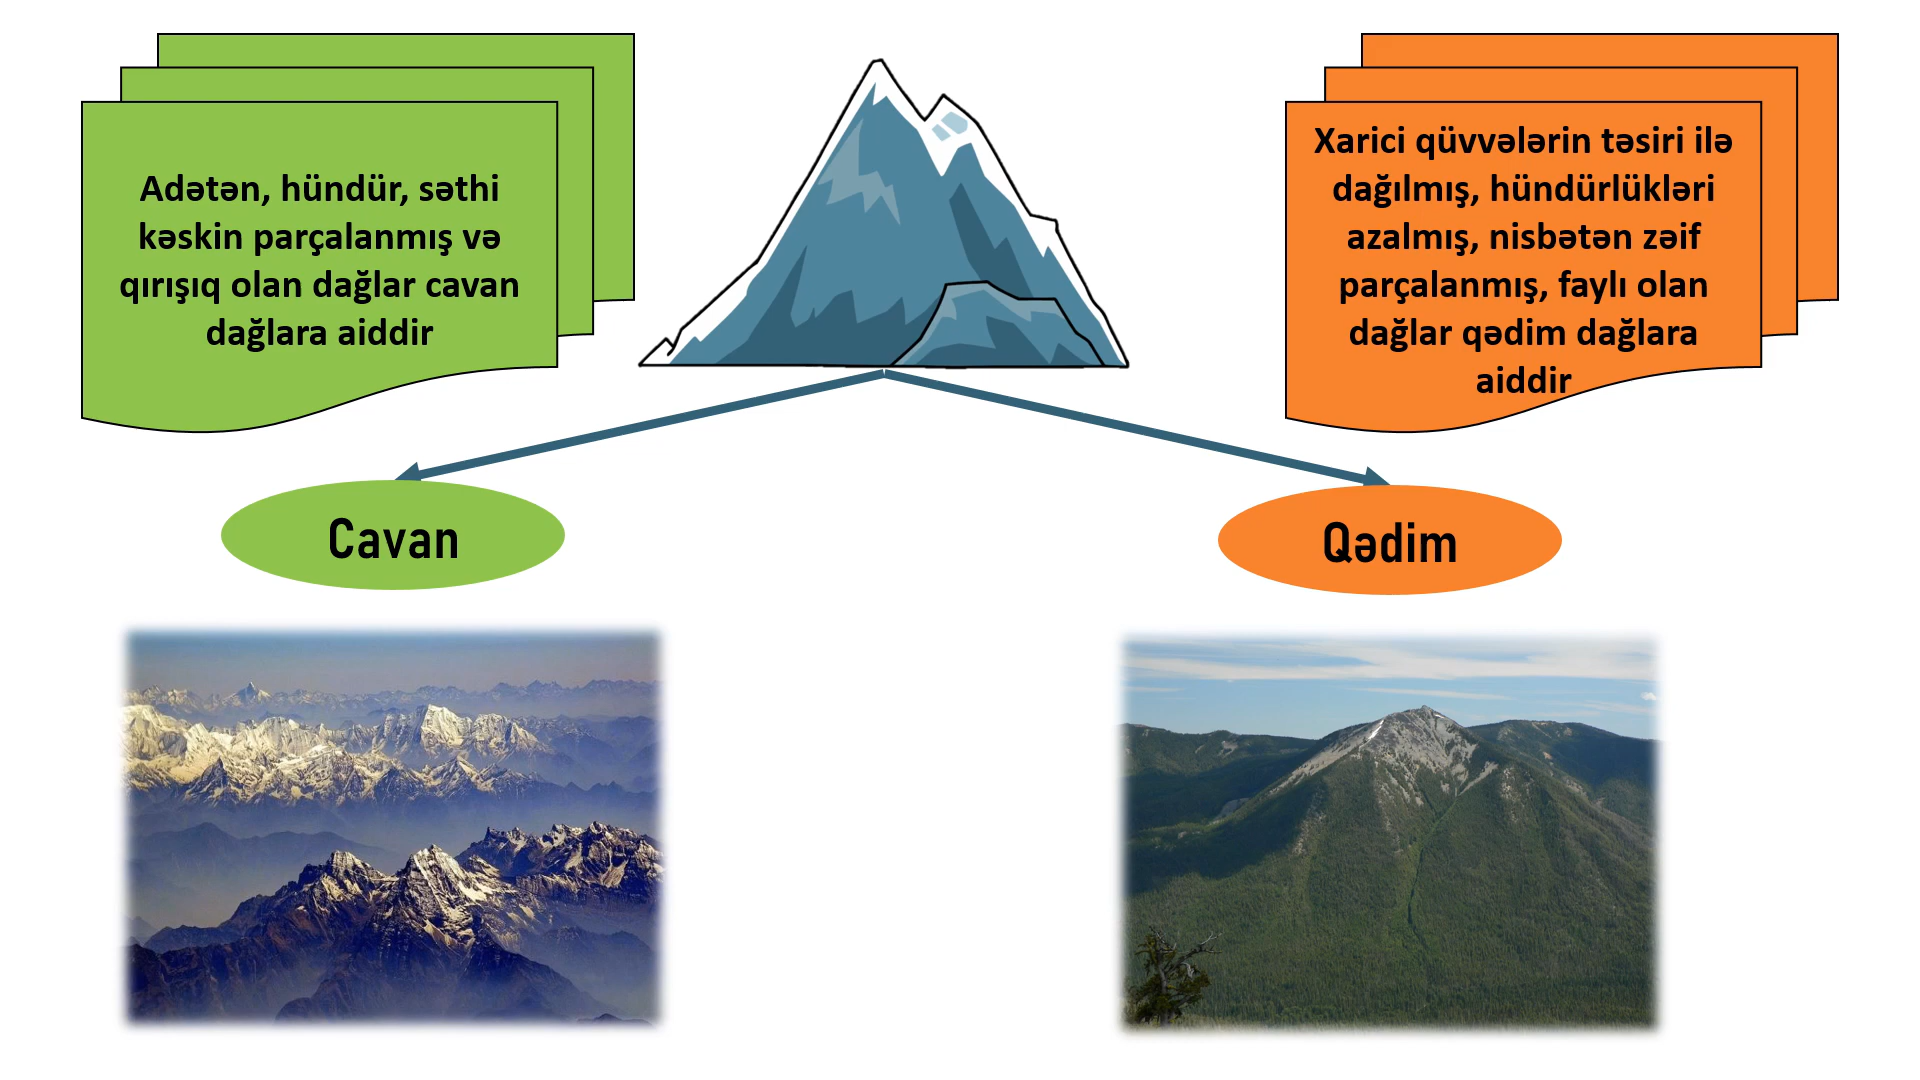 Adətən, hündür, səthi
kəskin parçalanmış və
qırışıq olan dağlar cavan
dağlara aiddir
Xarici qüvvələrin təsiri ilə
dağılmış, hündürlükləri
azalmış, nisbətən zəif
parçalanmış, faylı olan
dağlar qədim dağlara
aiddir
Cavan
Qədim